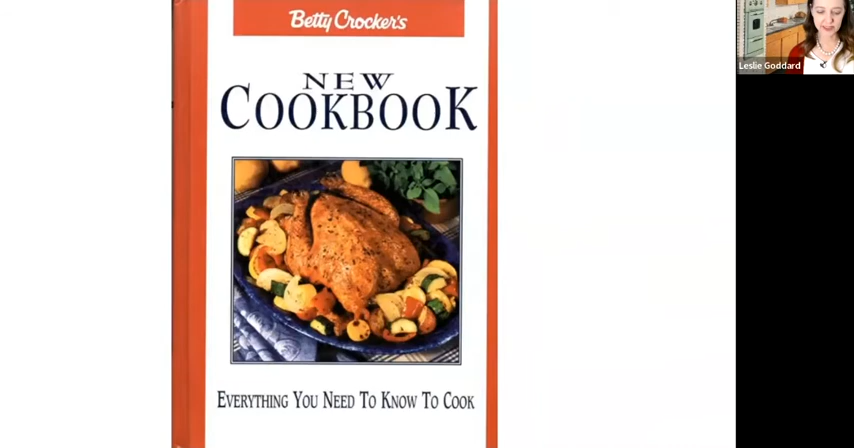 Betty Crocker's
NEW
COOKBOOK
EVERYTHING YOU NEED TO KNOW TO COOK
Leslie Goddard